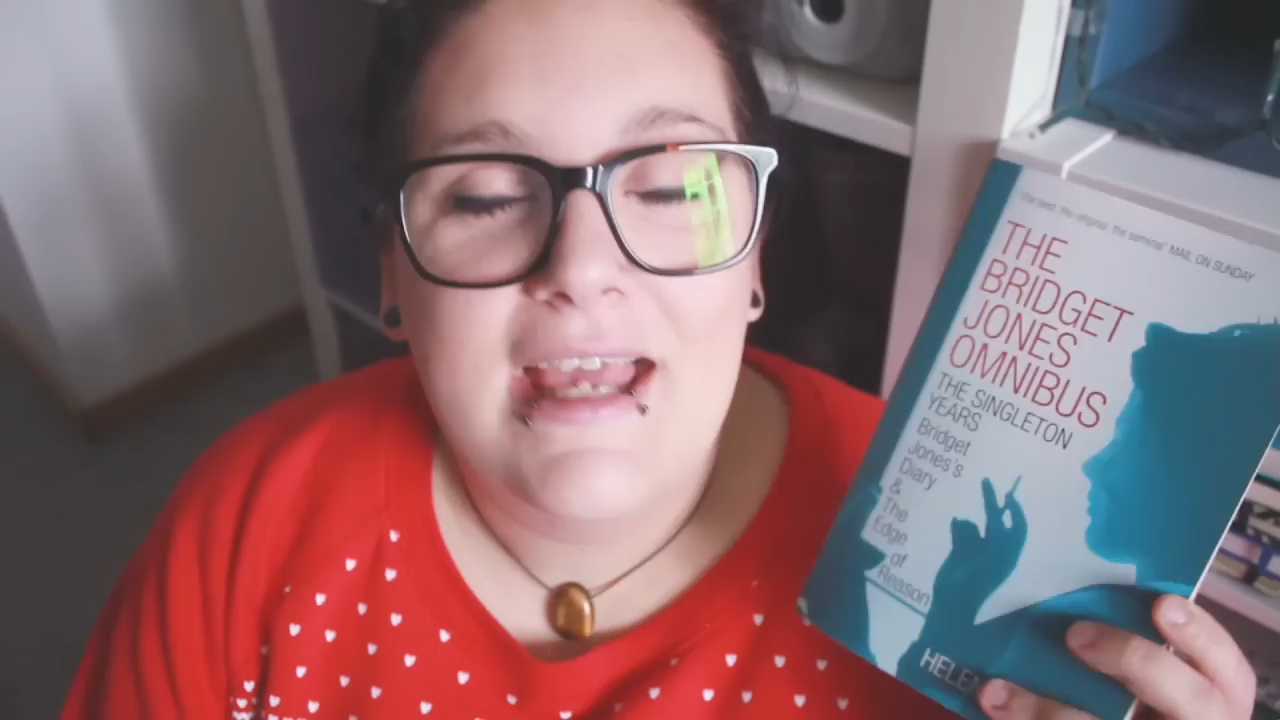 The best. The original. The seminal' MAIL ON SUNDAY
THE
BRIDGET
JONES
OMNIBUS
THE SINGLETON
YEARS
Bridget
Jones's
Diary
&
The
Edge
of
Reason
HELEN